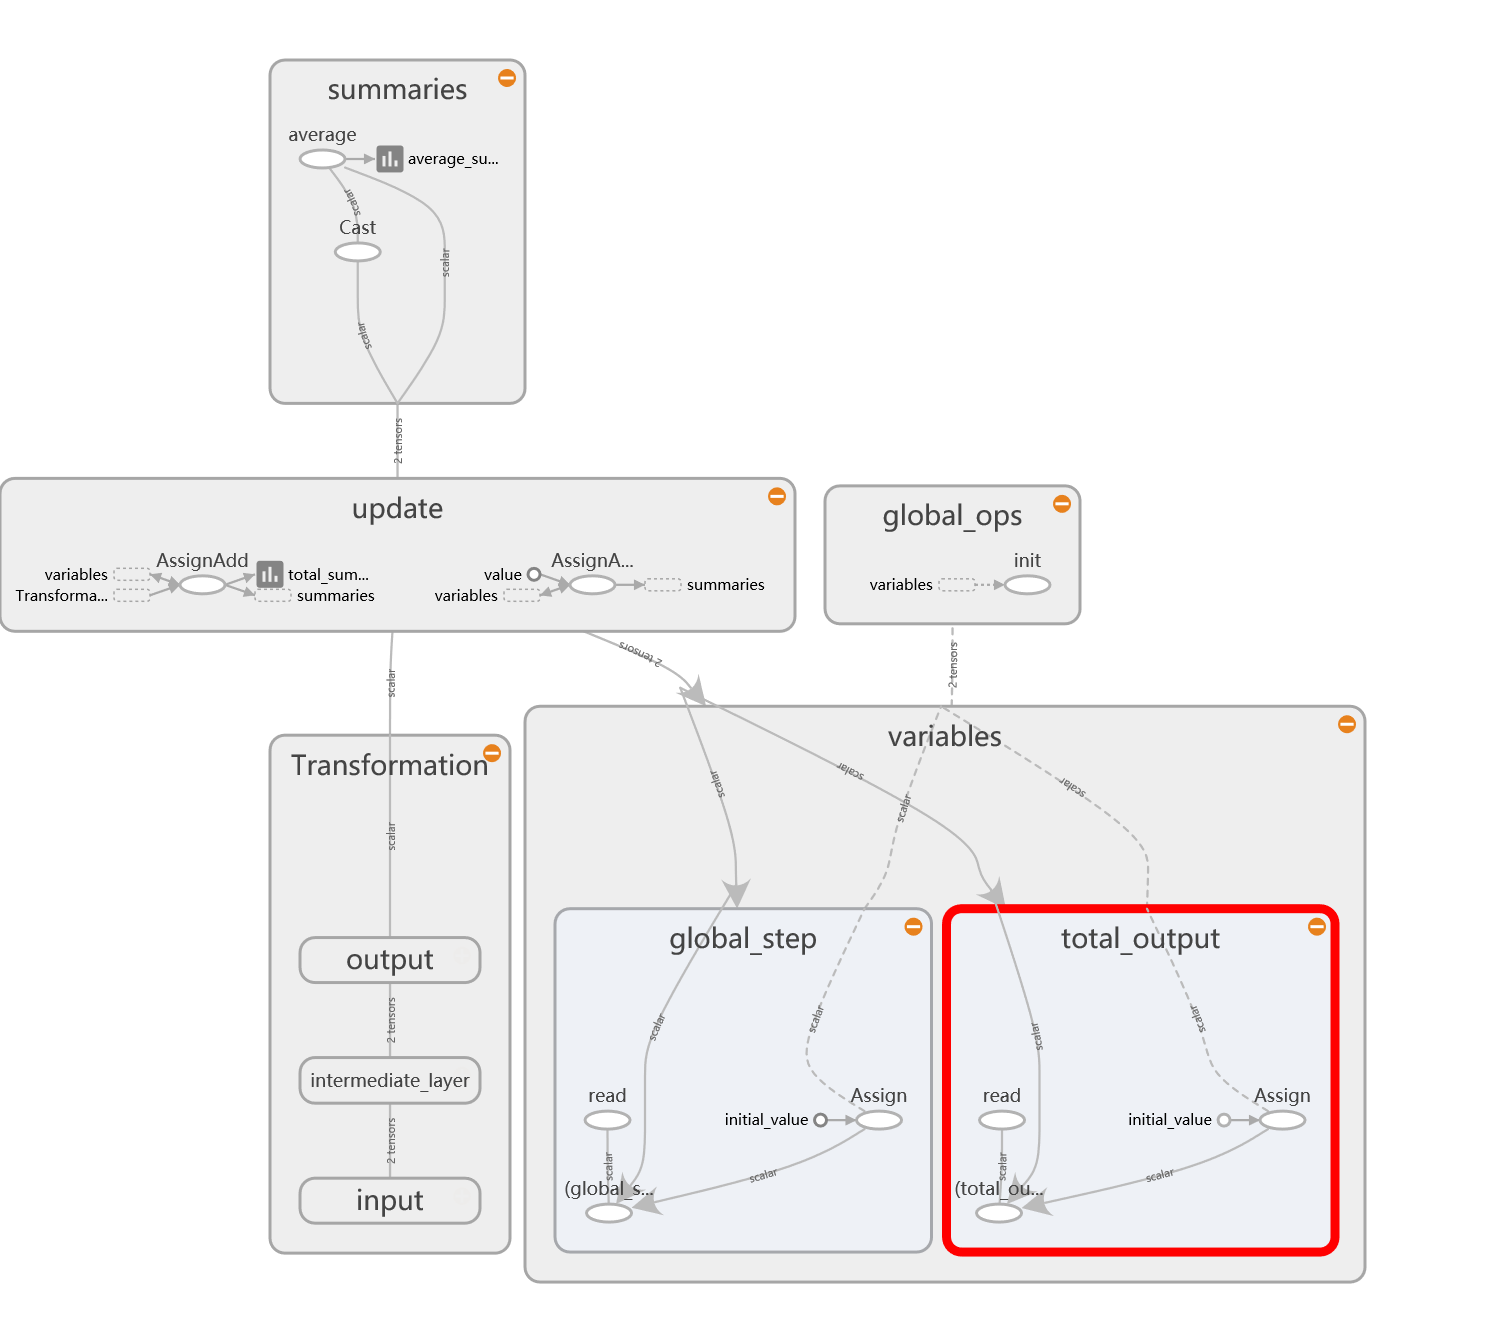 summaries
average
average_su...
scalar
Cast
scalar
scalar
2 tensors
update
AssignAdd
variables
total_sum...
Transforma...
summaries
AssignA...
value
variables
summaries
global_ops
init
variables
scalar
2 tensors
2 tensors
Transformation
variables
scalar
scalar
scalar
scalar
scalar
output
2 tensors
intermediate_layer
2 tensors
input
global_step
scalar
scalar
read
Assign
initial_value
scalar
(global_s...
scalar
total_output
scalar
scalar
read
Assign
initial_value
scalar
(total_ou...
scalar